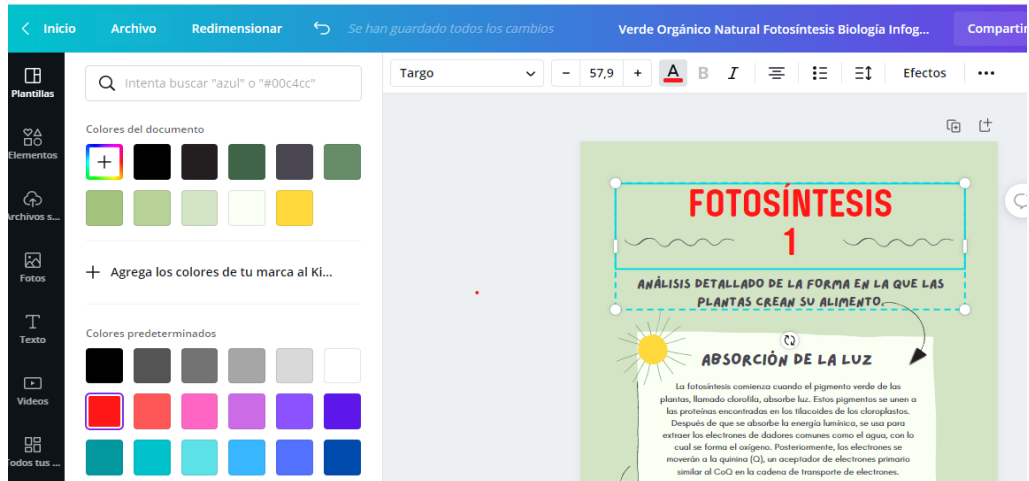 Inicio
Archivo
Redimensionar
Se han guardado todos los cambios
Verde Orgánico Natural Fotosíntesis Biología Infog...
Compartir
Plantillas
Elementos
Archivos s...
Fotos
Texto
Videos
Todos tus ...
Intenta buscar "azul" o "#00c4cc"
Colores del documento
+ Agrega los colores de tu marca al Ki...
Colores predeterminados
Targo
- 57,9 +
A B I
Efectos
FOTOSÍNTESIS
1
ANÁLISIS DETALLADO DE LA FORMA EN LA QUE LAS
PLANTAS CREAN SU ALIMENTO.
ABSORCIÓN DE LA LUZ
La fotosíntesis comienza cuando el pigmento verde de las
plantas, llamado clorofila, absorbe luz. Estos pigmentos se unen a
las proteínas encontradas en los tilacoides de los cloroplastos.
Después de que se absorbe la energía lumínica, se usa para
extraer los electrones de dadores comunes como el agua, con lo
cual se forma el oxígeno. Posteriormente, los electrones se
moverán a la quinina (Q), un aceptador de electrones primario
similar al CoQ en la cadena de transporte de electrones.